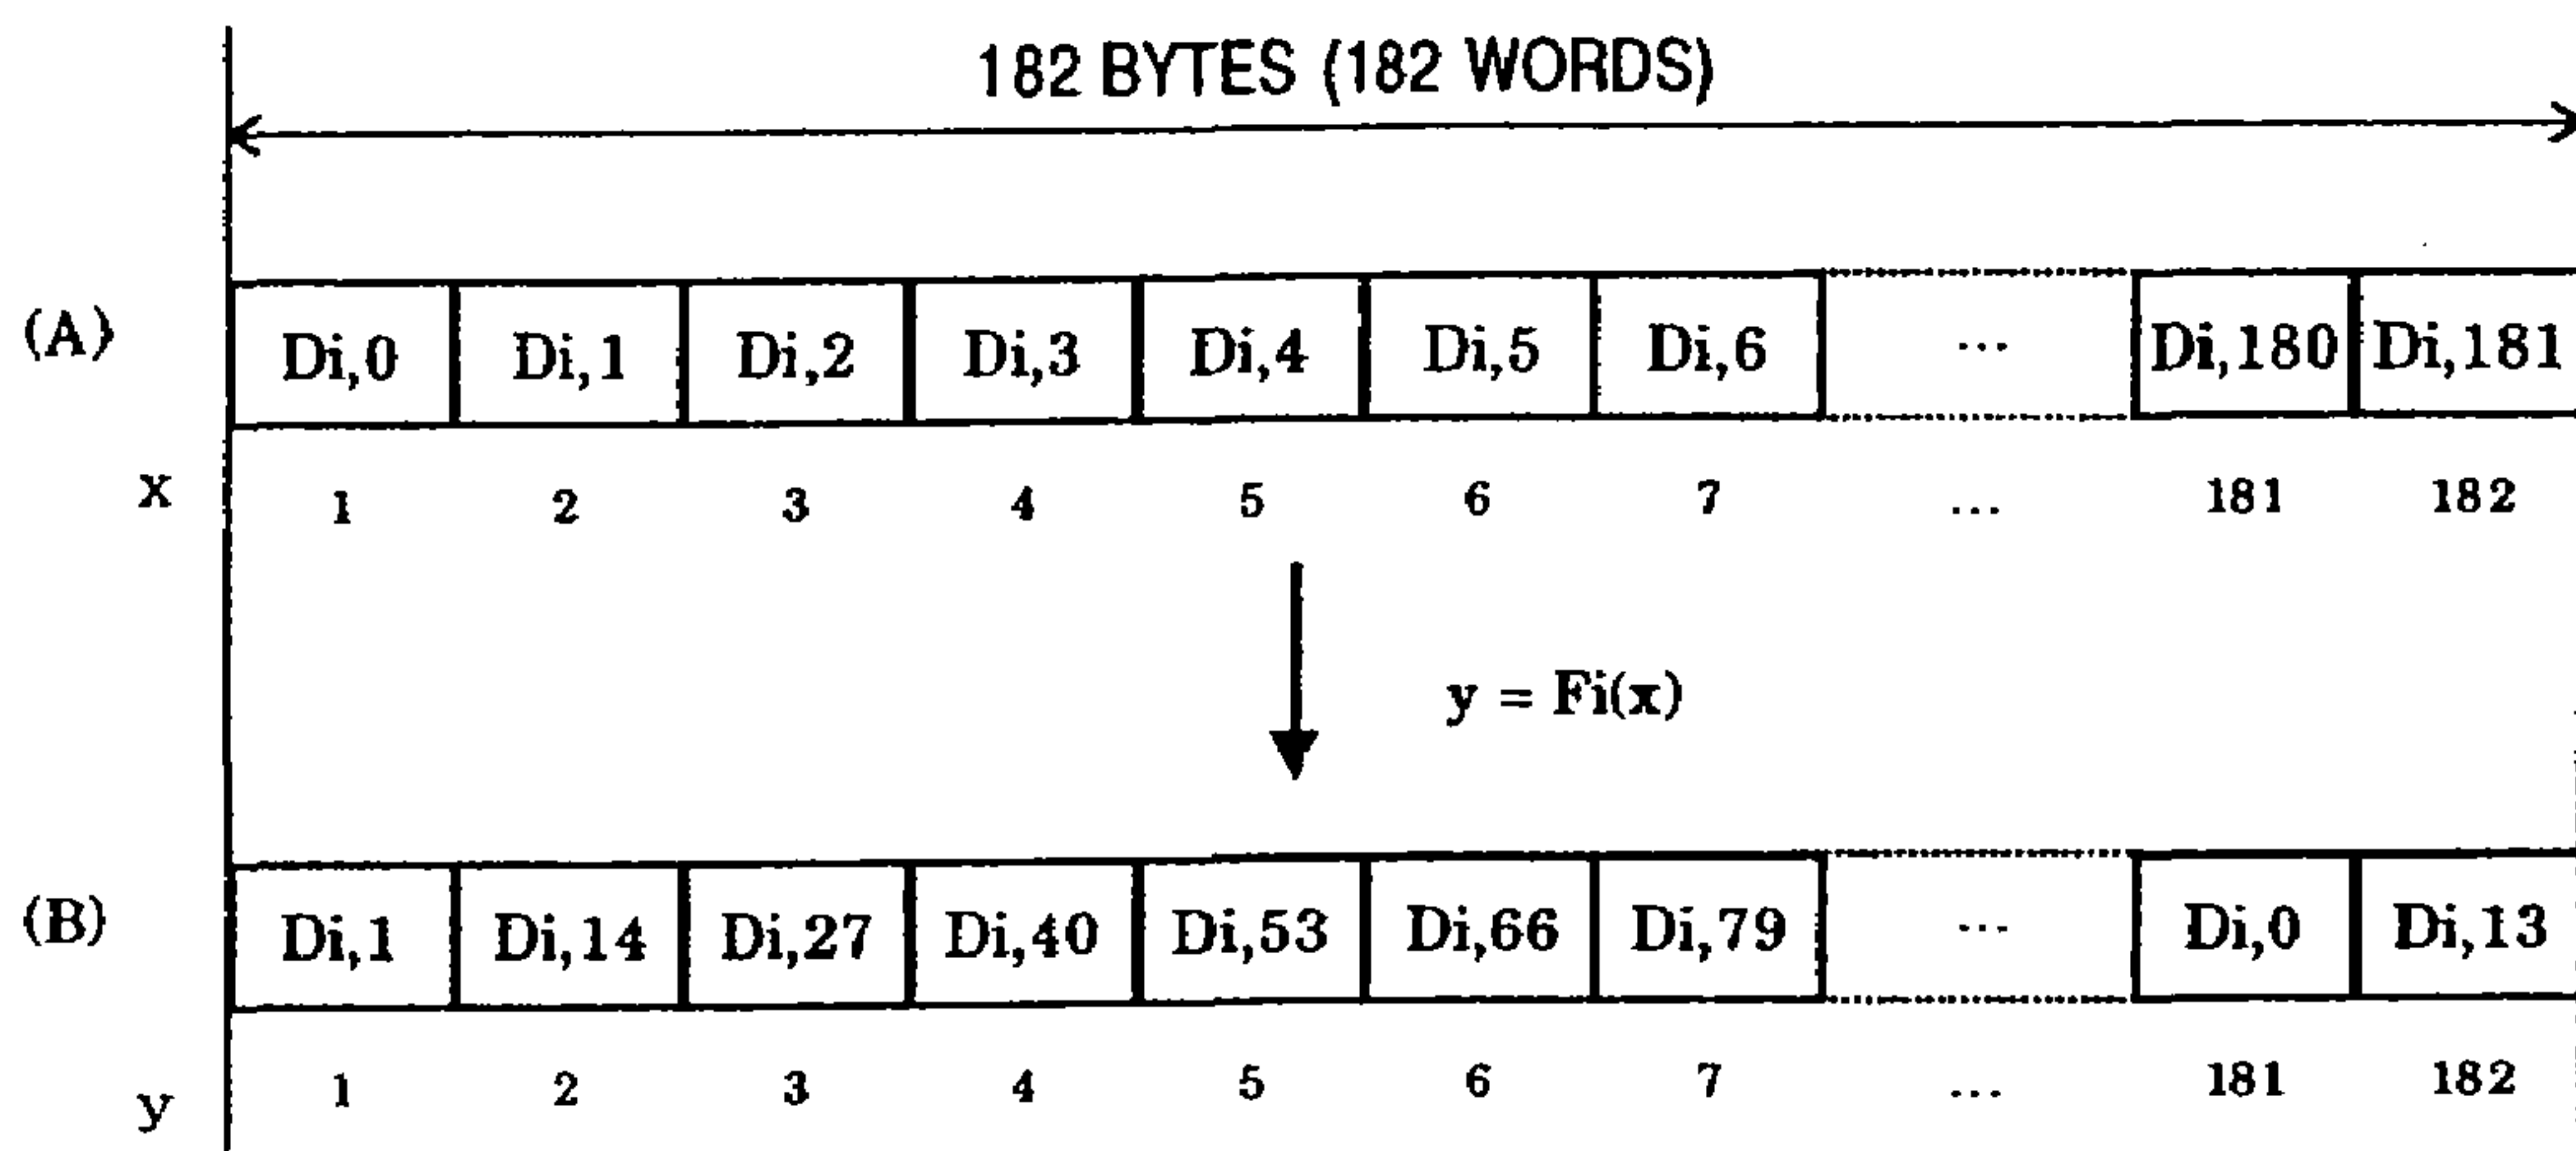 182 BYTES (182 WORDS)
(A) Di,0 Di,1 Di,2 Di,3 Di,4 Di,5 Di,6 ... Di,180 Di,181
x 1 2 3 4 5 6 7 ... 181 182
y = Fi(x)
(B) Di,1 Di,14 Di,27 Di,40 Di,53 Di,66 Di,79 ... Di,0 Di,13
y 1 2 3 4 5 6 7 ... 181 182